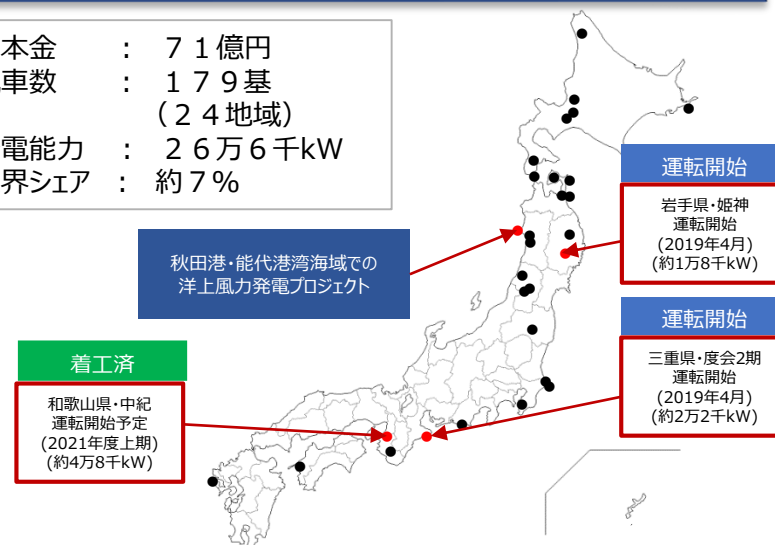 本金 : 71億円
車数 : 179基
(24地域)
電能力 : 26万6千kW
界シェア : 約7%
運転開始
岩手県・姫神
運転開始
(2019年4月)
(約1万8千kW)
秋田港・能代港湾海域での
洋上風力発電プロジェクト
運転開始
三重県・度会2期
運転開始
(2019年4月)
(約2万2千kW)
着工済
和歌山県・中紀
運転開始予定
(2021年度上期)
(約4万8千kW)